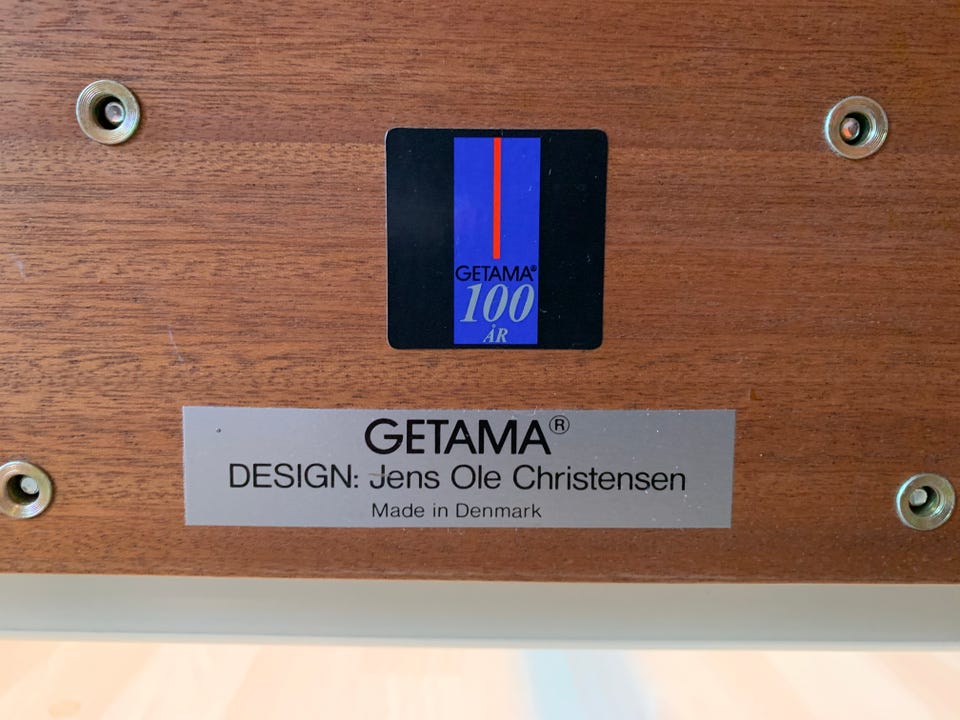 GETAMA®
100
ÅR
GETAMA®
DESIGN: Jens Ole Christensen
Made in Denmark